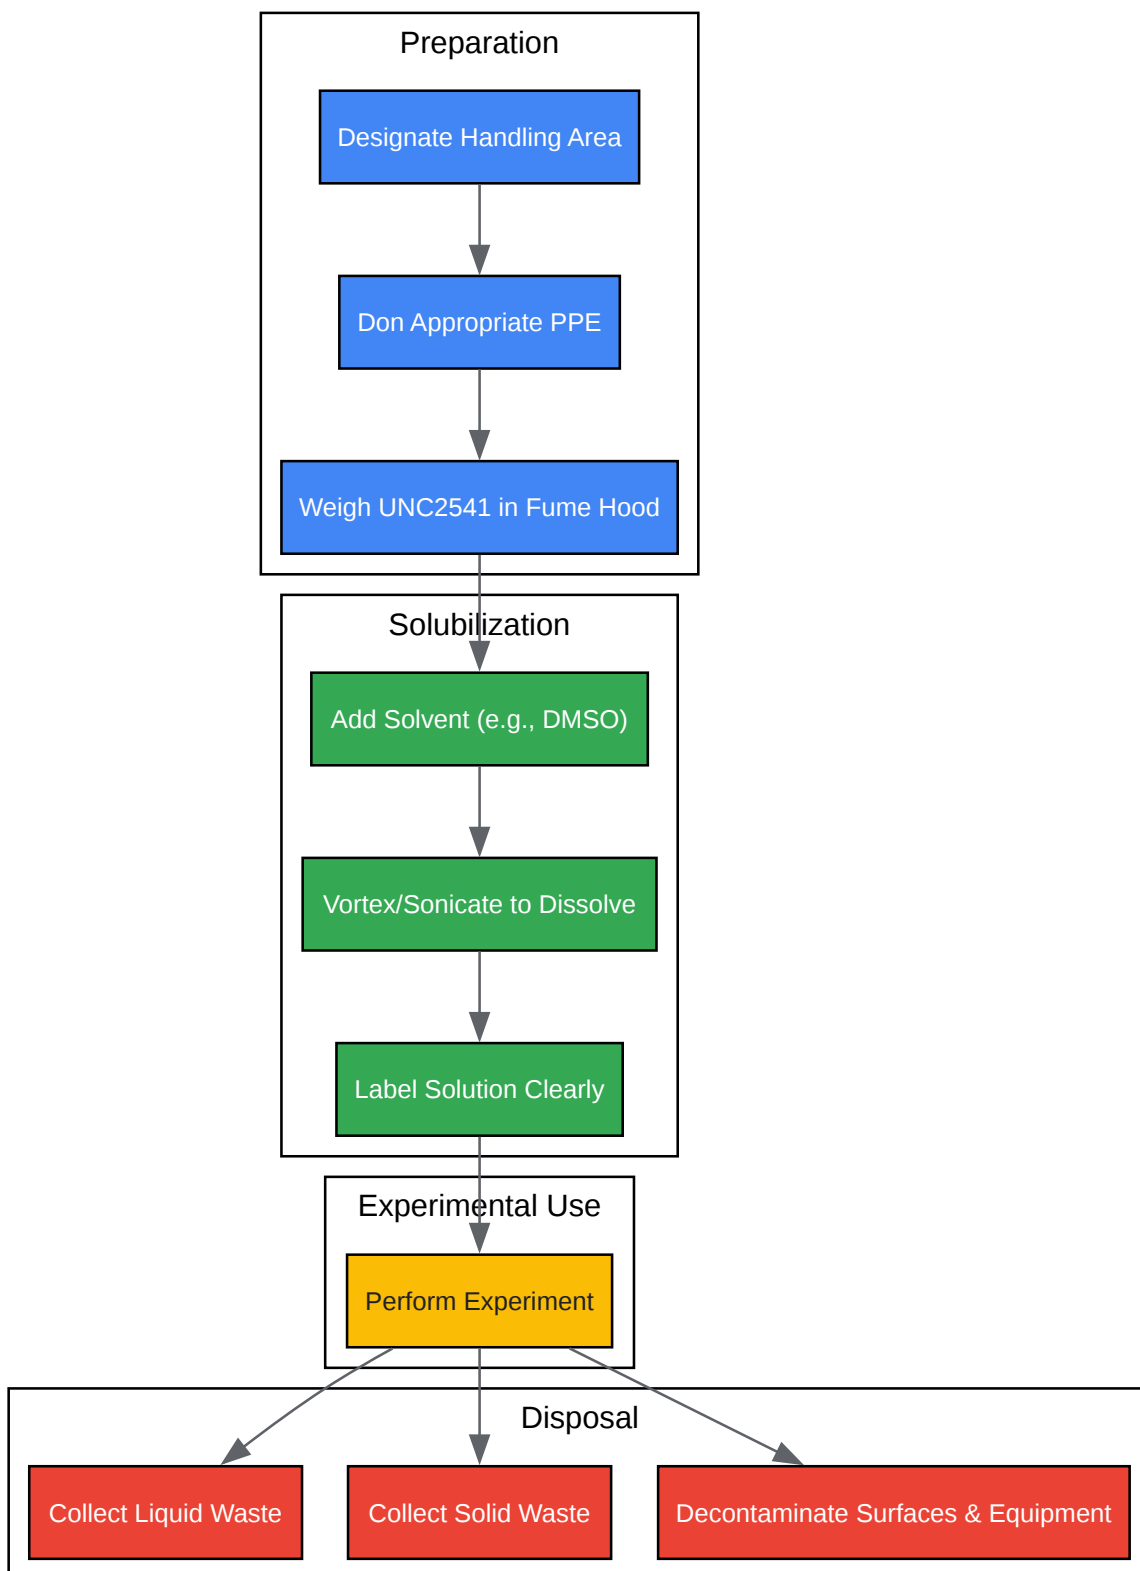 Preparation
Designate Handling Area
Don Appropriate PPE
Weigh UNC2541 in Fume Hood
Solubilization
Add Solvent (e.g., DMSO)
Vortex/Sonicate to Dissolve
Label Solution Clearly
Experimental Use
Perform Experiment
Disposal
Collect Liquid Waste
Collect Solid Waste
Decontaminate Surfaces & Equipment